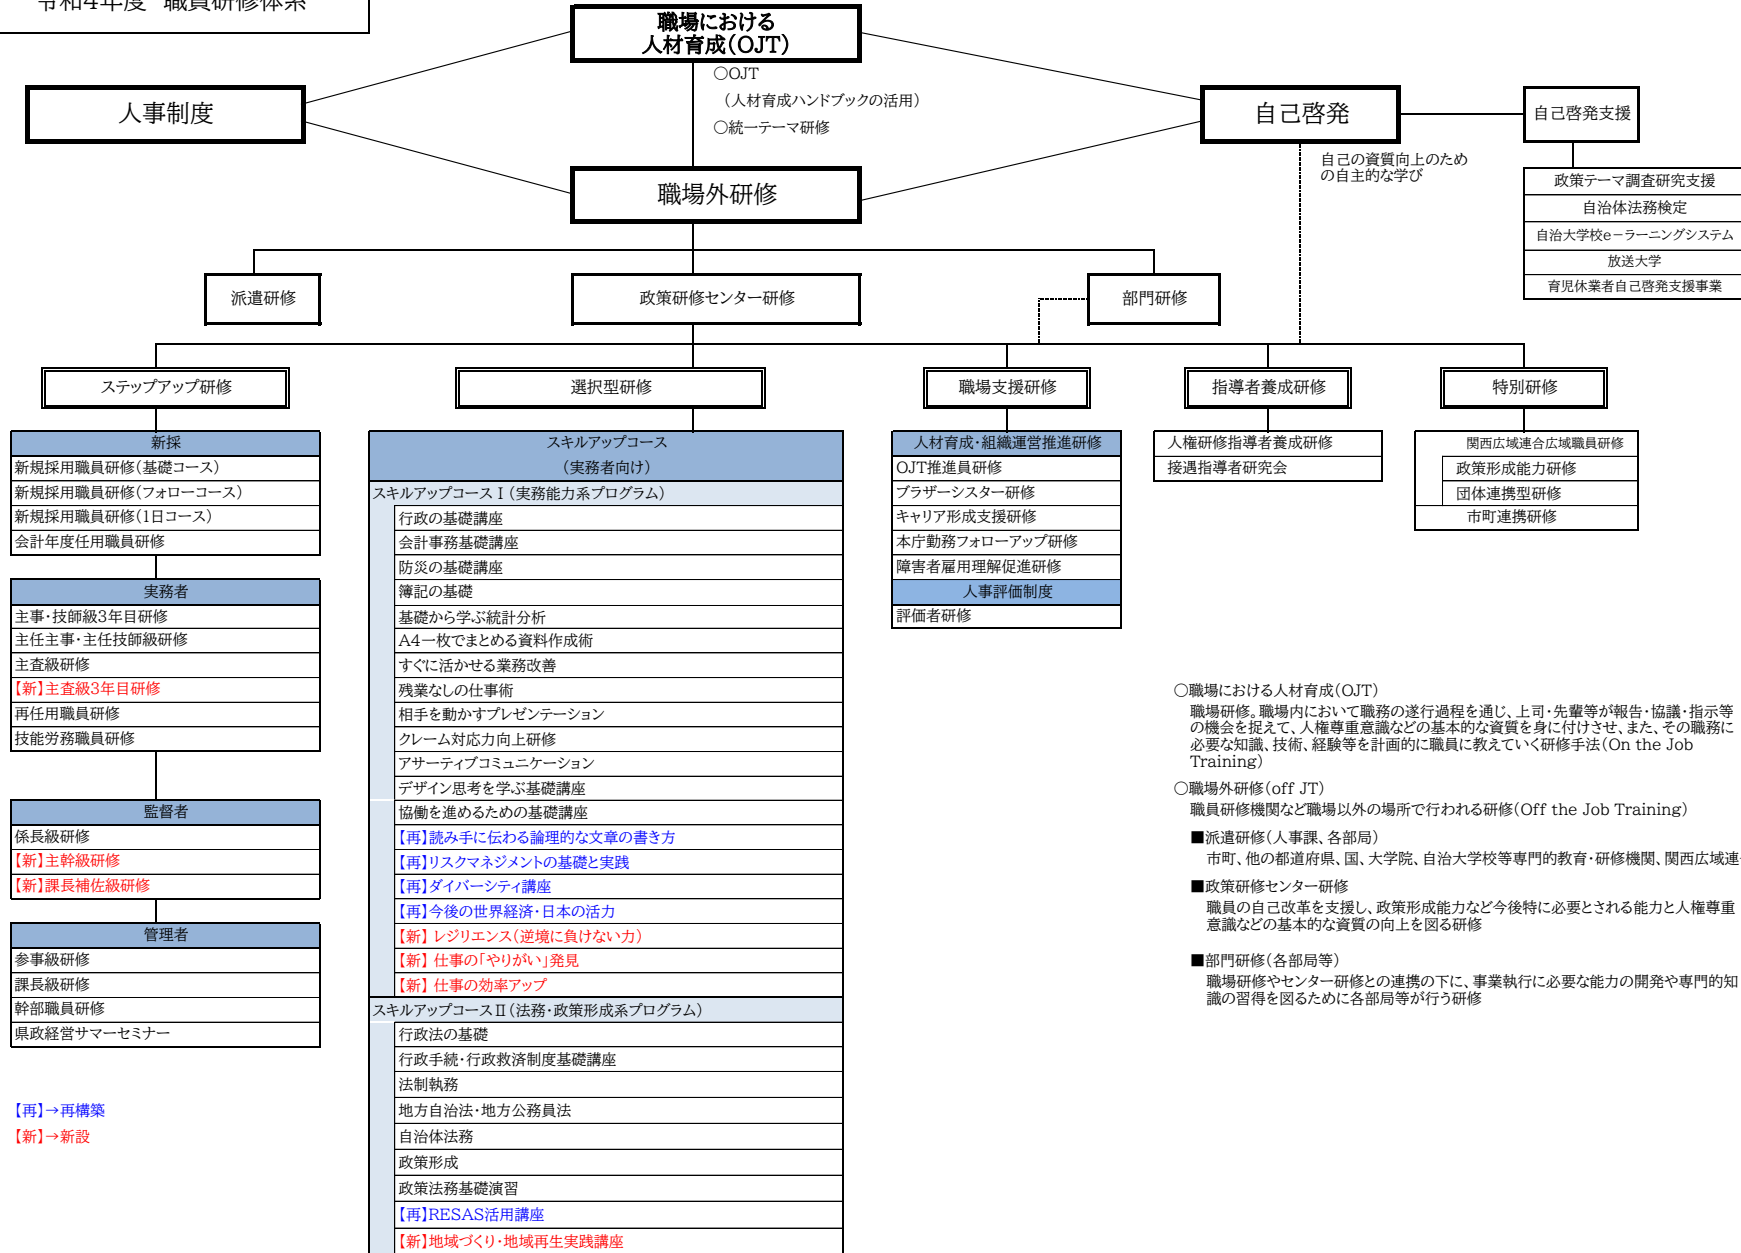 令和4年度　職員研修体系
職場における
人材育成（OJT）
○OJT
（人材育成ハンドブックの活用）
○統一テーマ研修
人事制度
自己啓発
自己啓発支援
自己の資質向上のため
の自主的な学び
政策テーマ調査研究支援
自治体法務検定
自治大学校e－ラーニングシステム
放送大学
育児休業者自己啓発支援事業
職場外研修
派遣研修
政策研修センター研修
部門研修
ステップアップ研修
選択型研修
職場支援研修
指導者養成研修
特別研修
新採
新規採用職員研修（基礎コース）
新規採用職員研修（フォローコース）
新規採用職員研修（1日コース）
会計年度任用職員研修
実務者
主事・技師級3年目研修
主任主事・主任技師級研修
主査級研修
【新】主査級3年目研修
再任用職員研修
技能労務職員研修
監督者
係長級研修
【新】主幹級研修
【新】課長補佐級研修
管理者
参事級研修
課長級研修
幹部職員研修
県政経営サマーセミナー
【再】→再構築
【新】→新設
スキルアップコース
（実務者向け）
スキルアップコースⅠ（実務能力系プログラム）
行政の基礎講座
会計事務基礎講座
防災の基礎講座
簿記の基礎
基礎から学ぶ統計分析
A4一枚でまとめる資料作成術
すぐに活かせる業務改善
残業なしの仕事術
相手を動かすプレゼンテーション
クレーム対応力向上研修
アサーティブコミュニケーション
デザイン思考を学ぶ基礎講座
協働を進めるための基礎講座
【再】読み手に伝わる論理的な文章の書き方
【再】リスクマネジメントの基礎と実践
【再】ダイバーシティ講座
【再】今後の世界経済・日本の活力
【新】レジリエンス（逆境に負けない力）
【新】仕事の「やりがい」発見
【新】仕事の効率アップ
スキルアップコースⅡ（法務・政策形成系プログラム）
行政法の基礎
行政手続・行政救済制度基礎講座
法制執務
地方自治法・地方公務員法
自治体法務
政策形成
政策法務基礎演習
【再】RESAS活用講座
【新】地域づくり・地域再生実践講座
人材育成・組織運営推進研修
OJT推進員研修
ブラザーシスター研修
キャリア形成支援研修
本庁勤務フォローアップ研修
障害者雇用理解促進研修
人事評価制度
評価者研修
人権研修指導者養成研修
接遇指導者研究会
関西広域連合広域職員研修
政策形成能力研修
団体連携型研修
市町連携研修
○職場における人材育成（OJT）
職場研修。職場内において職務の遂行過程を通じ、上司・先輩等が報告・協議・指示等
の機会を捉えて、人権尊重意識などの基本的な資質を身に付けさせ、また、その職務に
必要な知識、技術、経験等を計画的に職員に教えていく研修手法（On the Job
Training）
○職場外研修（off JT）
職員研修機関など職場以外の場所で行われる研修（Off the Job Training）
■派遣研修（人事課、各部局）
市町、他の都道府県、国、大学院、自治大学校等専門的教育・研修機関、関西広域連
■政策研修センター研修
職員の自己改革を支援し、政策形成能力など今後特に必要とされる能力と人権尊重
意識などの基本的な資質の向上を図る研修
■部門研修（各部局等）
職場研修やセンター研修との連携の下に、事業執行に必要な能力の開発や専門的知
識の習得を図るために各部局等が行う研修